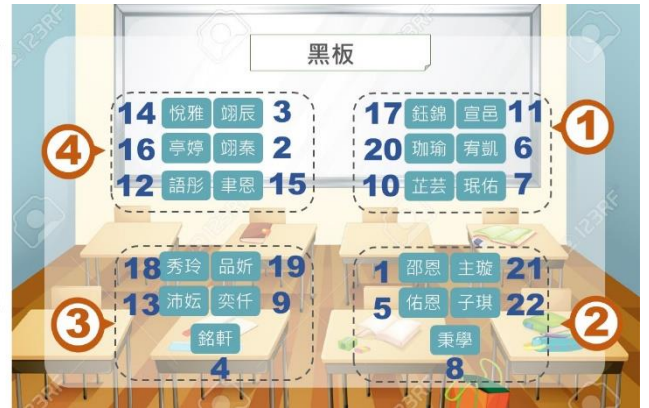 黑板
14 悅雅 翊辰 3
17 鈺錦 宣邑 11
①
④
16 亭婷 翊秦 2
20 珈瑜 宥凱 6
12 語彤 聿恩 15
10 芷芸 珉佑 7
18 秀玲 品妡 19
1 邵恩 主璇 21
③
②
13 沛妘 奕仟 9
5 佑恩 子琪 22
銘軒
4
秉學
8
123RF